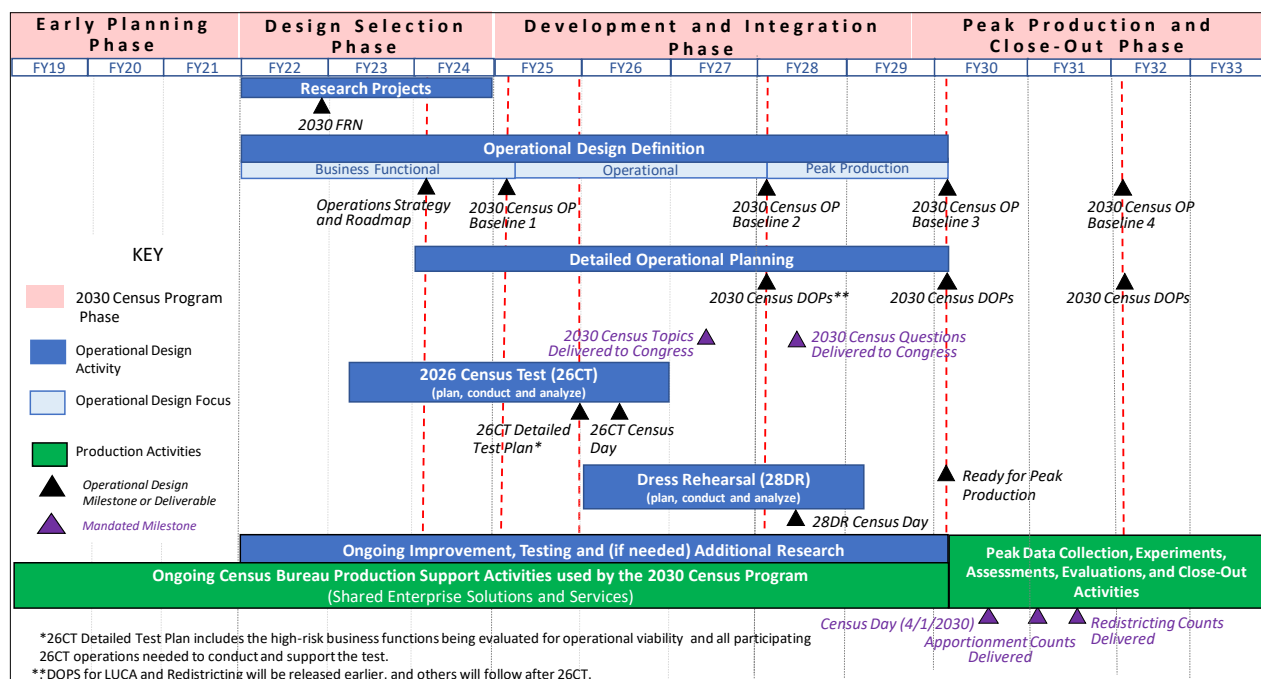 Early Planning
Phase
Design Selection
Phase
Development and Integration
Phase
Peak Production and
Close-Out Phase
FY19
FY20
FY21
FY22
FY23
FY24
FY25
FY26
FY27
FY28
FY29
FY30
FY31
FY32
FY33
Research Projects
2030 FRN
Operational Design Definition
Business Functional
Operational
Peak Production
Operations Strategy
and Roadmap
2030 Census OP
Baseline 1
2030 Census OP
Baseline 2
2030 Census OP
Baseline 3
2030 Census OP
Baseline 4
KEY
2030 Census Program
Phase
Operational Design
Activity
Operational Design Focus
Production Activities
Operational Design
Milestone or Deliverable
Mandated Milestone
Detailed Operational Planning
2030 Census DOPs**
2030 Census DOPs
2030 Census DOPs
2030 Census Topics
Delivered to Congress
2030 Census Questions
Delivered to Congress
2026 Census Test (26CT)
(plan, conduct and analyze)
26CT Detailed
Test Plan*
26CT Census
Day
Dress Rehearsal (28DR)
(plan, conduct and analyze)
Ready for Peak
Production
28DR Census Day
Ongoing Improvement, Testing and (if needed) Additional Research
Ongoing Census Bureau Production Support Activities used by the 2030 Census Program
(Shared Enterprise Solutions and Services)
Peak Data Collection, Experiments,
Assessments, Evaluations, and Close-Out
Activities
Census Day (4/1/2030)
Apportionment Counts
Delivered
Redistricting Counts
Delivered
*26CT Detailed Test Plan includes the high-risk business functions being evaluated for operational viability and all participating
26CT operations needed to conduct and support the test.
**DOPS for LUCA and Redistricting will be released earlier, and others will follow after 26CT.